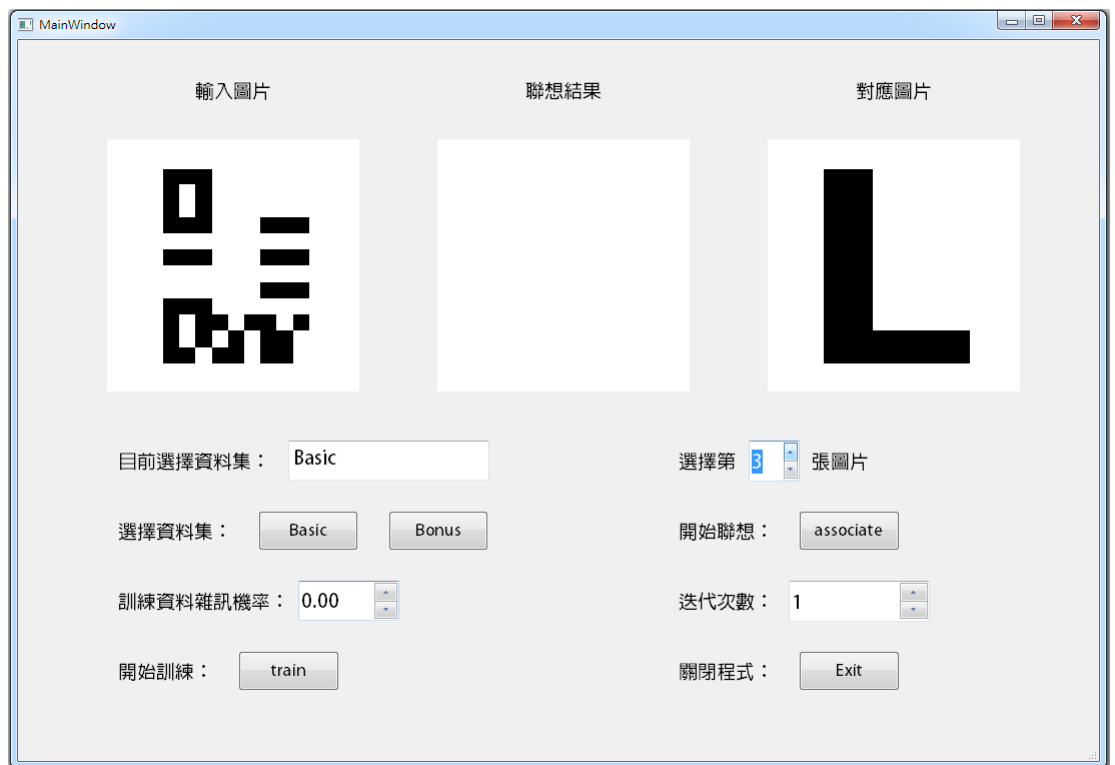 MainWindow
輸入圖片 聯想結果 對應圖片
L
目前選擇資料集： Basic 選擇第 3 張圖片
選擇資料集： Basic Bonus 開始聯想： associate
訓練資料雜訊機率： 0.00 迭代次數： 1
開始訓練： train 關閉程式： Exit